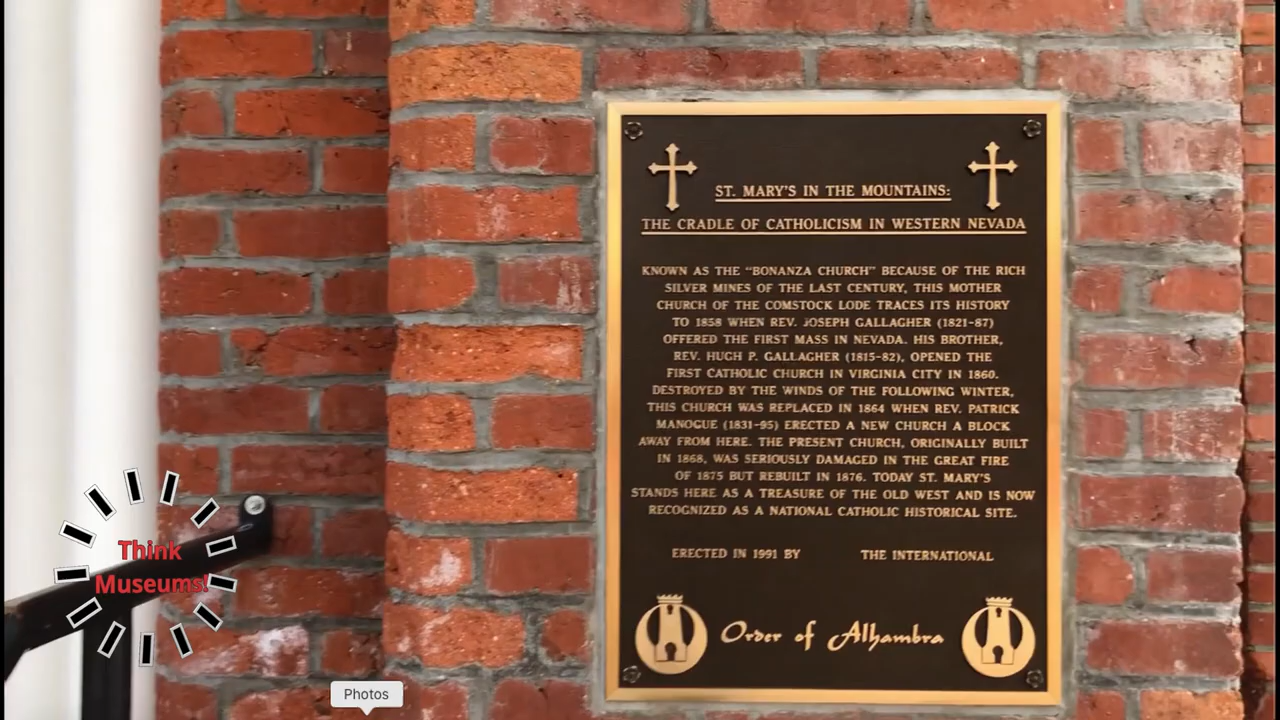 ST. MARY'S IN THE MOUNTAINS:
THE CRADLE OF CATHOLICISM IN WESTERN NEVADA
KNOWN AS THE "BONANZA CHURCH" BECAUSE OF THE RICH
SILVER MINES OF THE LAST CENTURY, THIS MOTHER
CHURCH OF THE COMSTOCK LODE TRACES ITS HISTORY
TO 1858 WHEN REV. JOSEPH GALLAGHER (1821-87)
OFFERED THE FIRST MASS IN NEVADA. HIS BROTHER,
REV. HUGH P. GALLAGHER (1815-82), OPENED THE
FIRST CATHOLIC CHURCH IN VIRGINIA CITY IN 1860.
DESTROYED BY THE WINDS OF THE FOLLOWING WINTER,
THIS CHURCH WAS REPLACED IN 1864 WHEN REV. PATRICK
MANOGUE (1831-95) ERECTED A NEW CHURCH A BLOCK
AWAY FROM HERE. THE PRESENT CHURCH, ORIGINALLY BUILT
IN 1868, WAS SERIOUSLY DAMAGED IN THE GREAT FIRE
OF 1875 BUT REBUILT IN 1876. TODAY ST. MARY'S
STANDS HERE AS A TREASURE OF THE OLD WEST AND IS NOW
RECOGNIZED AS A NATIONAL CATHOLIC HISTORICAL SITE.
ERECTED IN 1991 BY THE INTERNATIONAL
Order of Alhambra
Think
Museums!
Photos